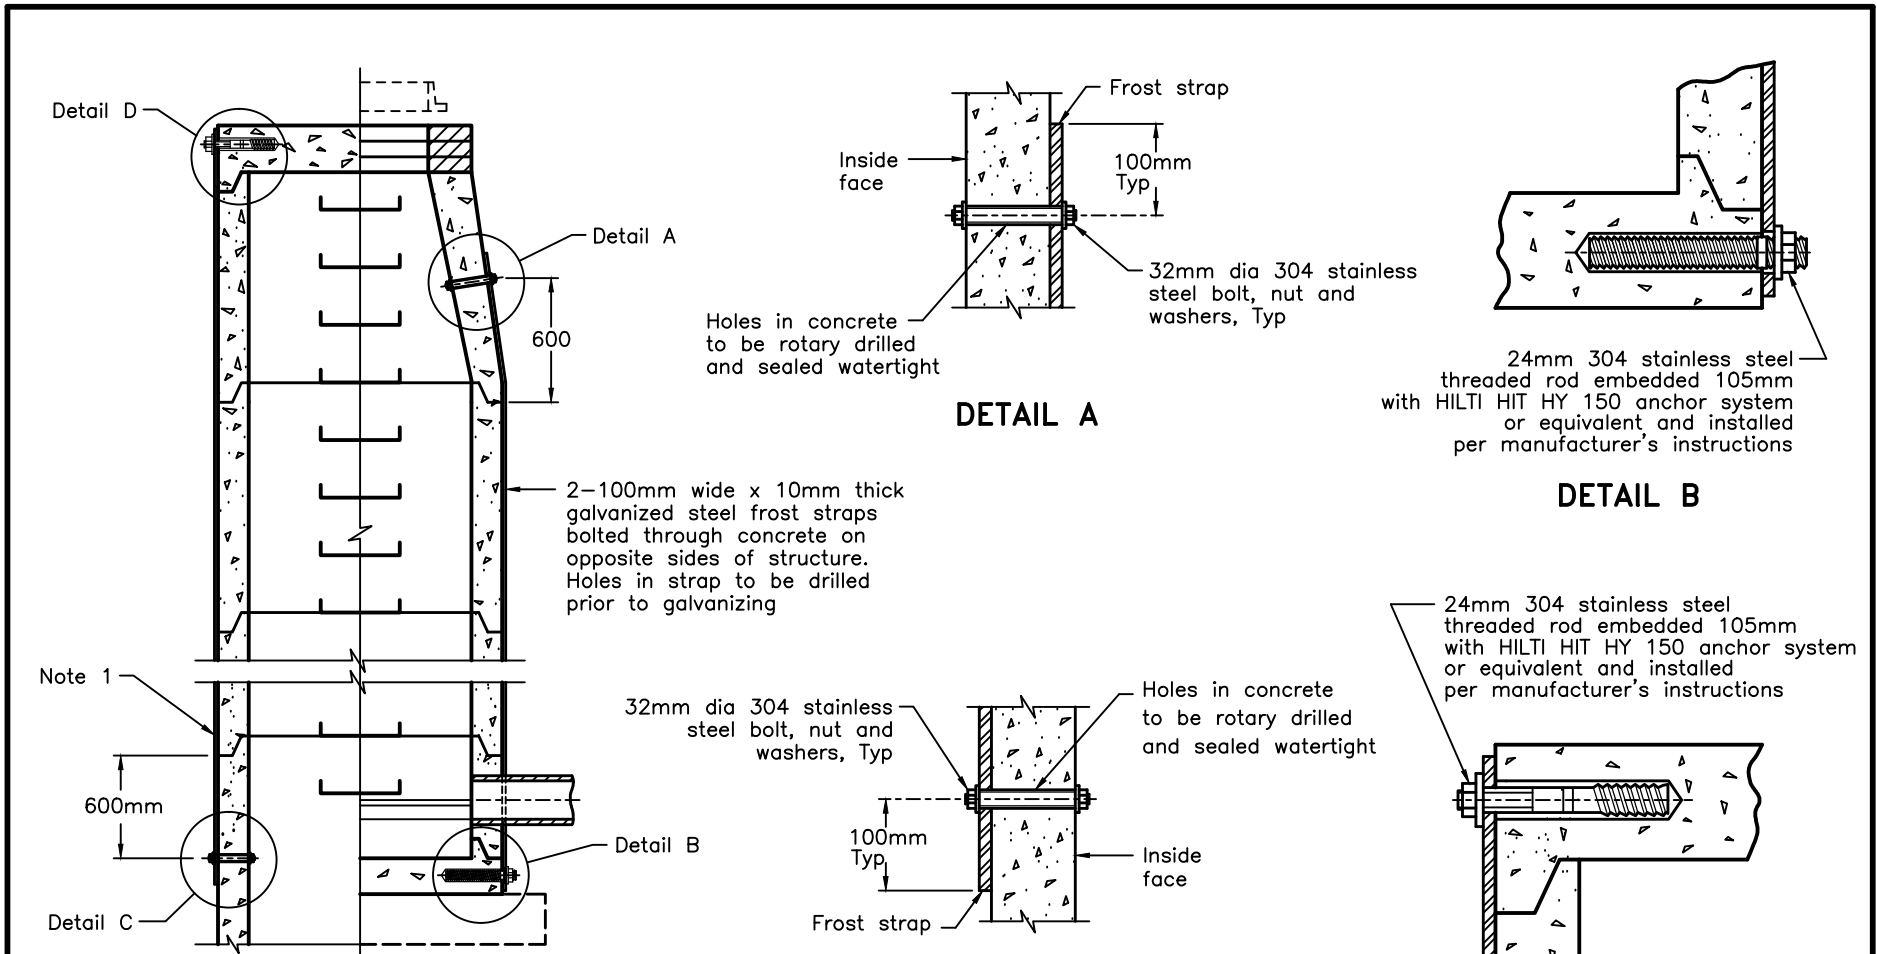 Detail D
Detail A
600
2-100mm wide x 10mm thick
galvanized steel frost straps
bolted through concrete on
opposite sides of structure.
Holes in strap to be drilled
prior to galvanizing
Note 1
600mm
Detail B
Detail C
Frost strap
Inside
face
100mm
Typ
32mm dia 304 stainless
steel bolt, nut and
washers, Typ
Holes in concrete
to be rotary drilled
and sealed watertight
DETAIL A
24mm 304 stainless steel
threaded rod embedded 105mm
with HILTI HIT HY 150 anchor system
or equivalent and installed
per manufacturer's instructions
DETAIL B
32mm dia 304 stainless
steel bolt, nut and
washers, Typ
Holes in concrete
to be rotary drilled
and sealed watertight
100mm
Typ
Inside
face
Frost strap
24mm 304 stainless steel
threaded rod embedded 105mm
with HILTI HIT HY 150 anchor system
or equivalent and installed
per manufacturer's instructions